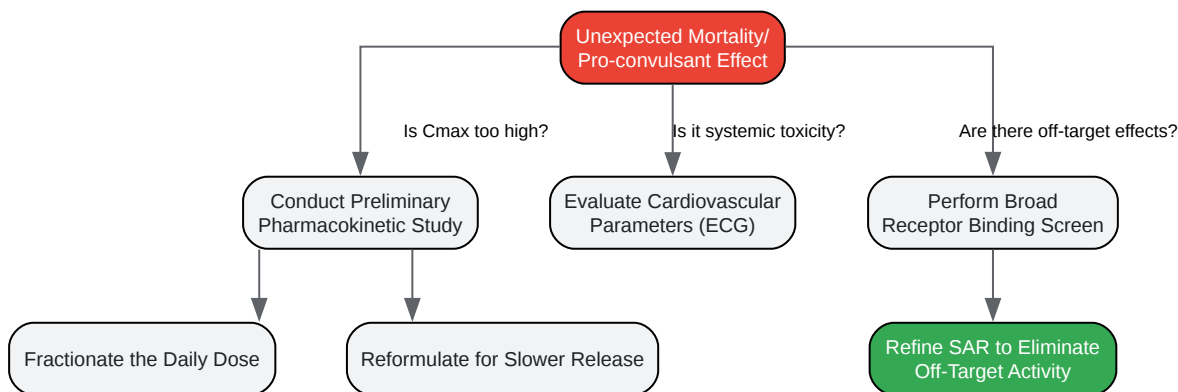 Unexpected Mortality/
Pro-convulsant Effect
Is Cmax too high?
Is it systemic toxicity?
Are there off-target effects?
Conduct Preliminary
Pharmacokinetic Study
Evaluate Cardiovascular
Parameters (ECG)
Perform Broad
Receptor Binding Screen
Fractionate the Daily Dose
Reformulate for Slower Release
Refine SAR to Eliminate
Off-Target Activity